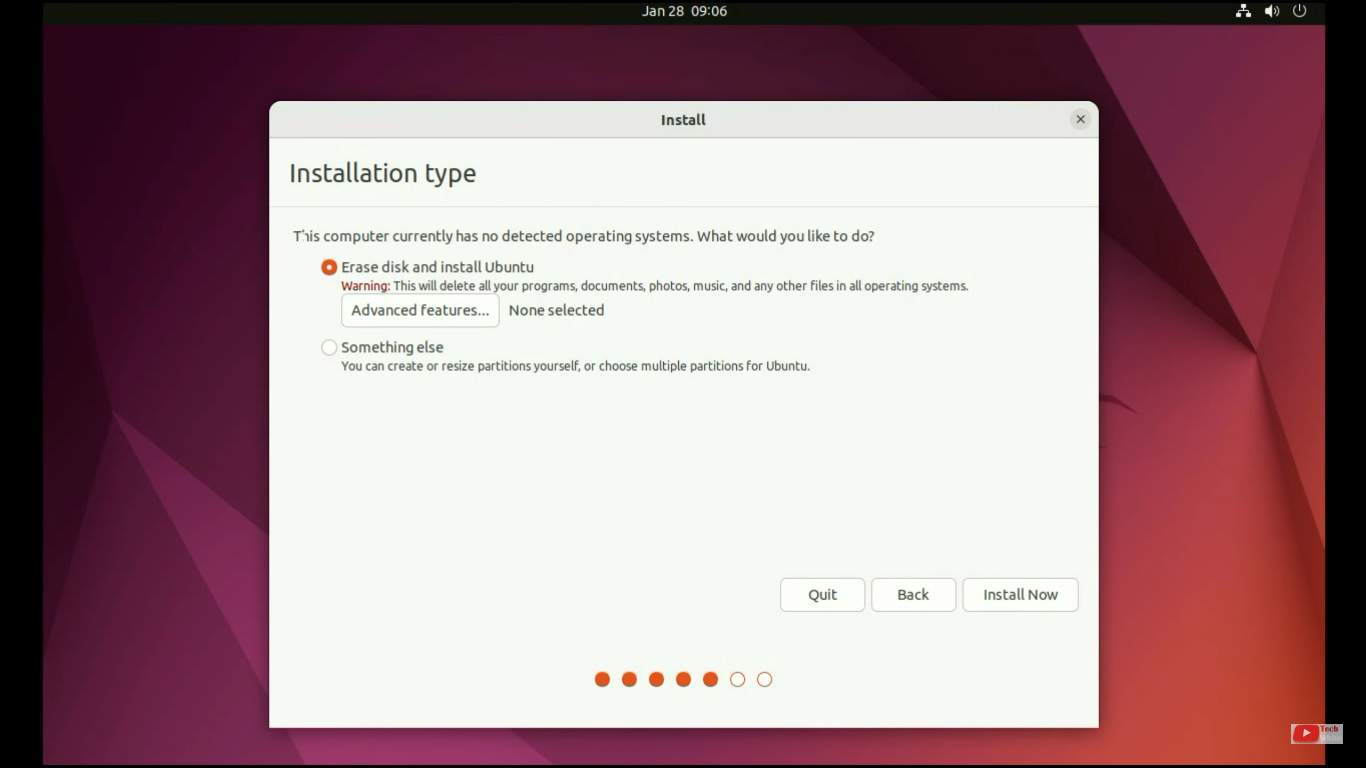 Jan 28 09:06
Install
Installation type
This computer currently has no detected operating systems. What would you like to do?
Erase disk and install Ubuntu
Warning: This will delete all your programs, documents, photos, music, and any other files in all operating systems.
Advanced features... None selected
Something else
You can create or resize partitions yourself, or choose multiple partitions for Ubuntu.
Quit Back Install Now
Tech